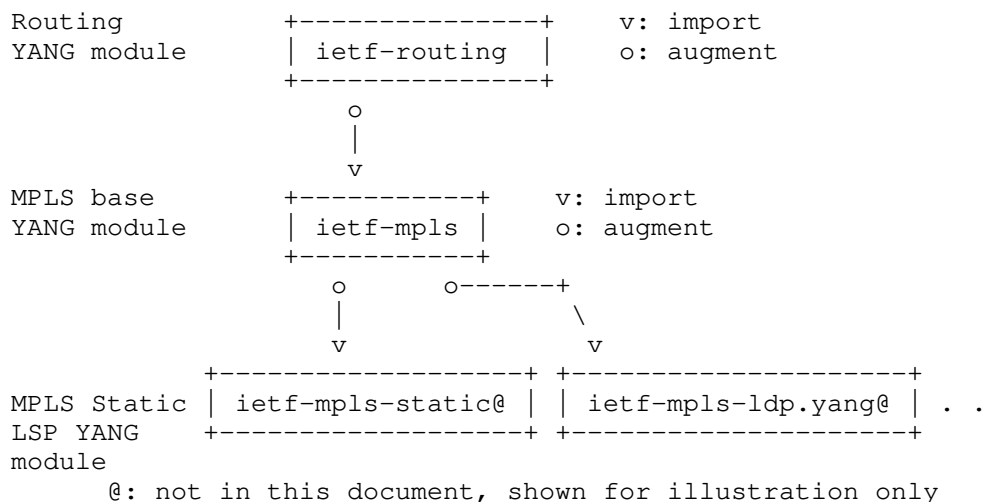 Routing          +---------------+    v: import
YANG module      | ietf-routing  |    o: augment
                 +---------------+
                     o
                     |
                     v
MPLS base        +-----------+    v: import
YANG module      | ietf-mpls |    o: augment
                 +-----------+
                    o      o------+
                    |              \
                    v               v
            +-------------------+ +---------------------+
MPLS Static | ietf-mpls-static@ | | ietf-mpls-ldp.yang@ | . .
LSP YANG    +-------------------+ +---------------------+
module
      @: not in this document, shown for illustration only